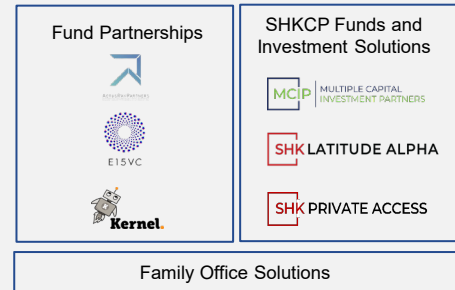 Fund Partnerships
E15VC
Kernel.
SHKCP Funds and
Investment Solutions
MCIP
MULTIPLE CAPITAL
INVESTMENT PARTNERS
SHK LATITUDE ALPHA
SHK PRIVATE ACCESS
Family Office Solutions